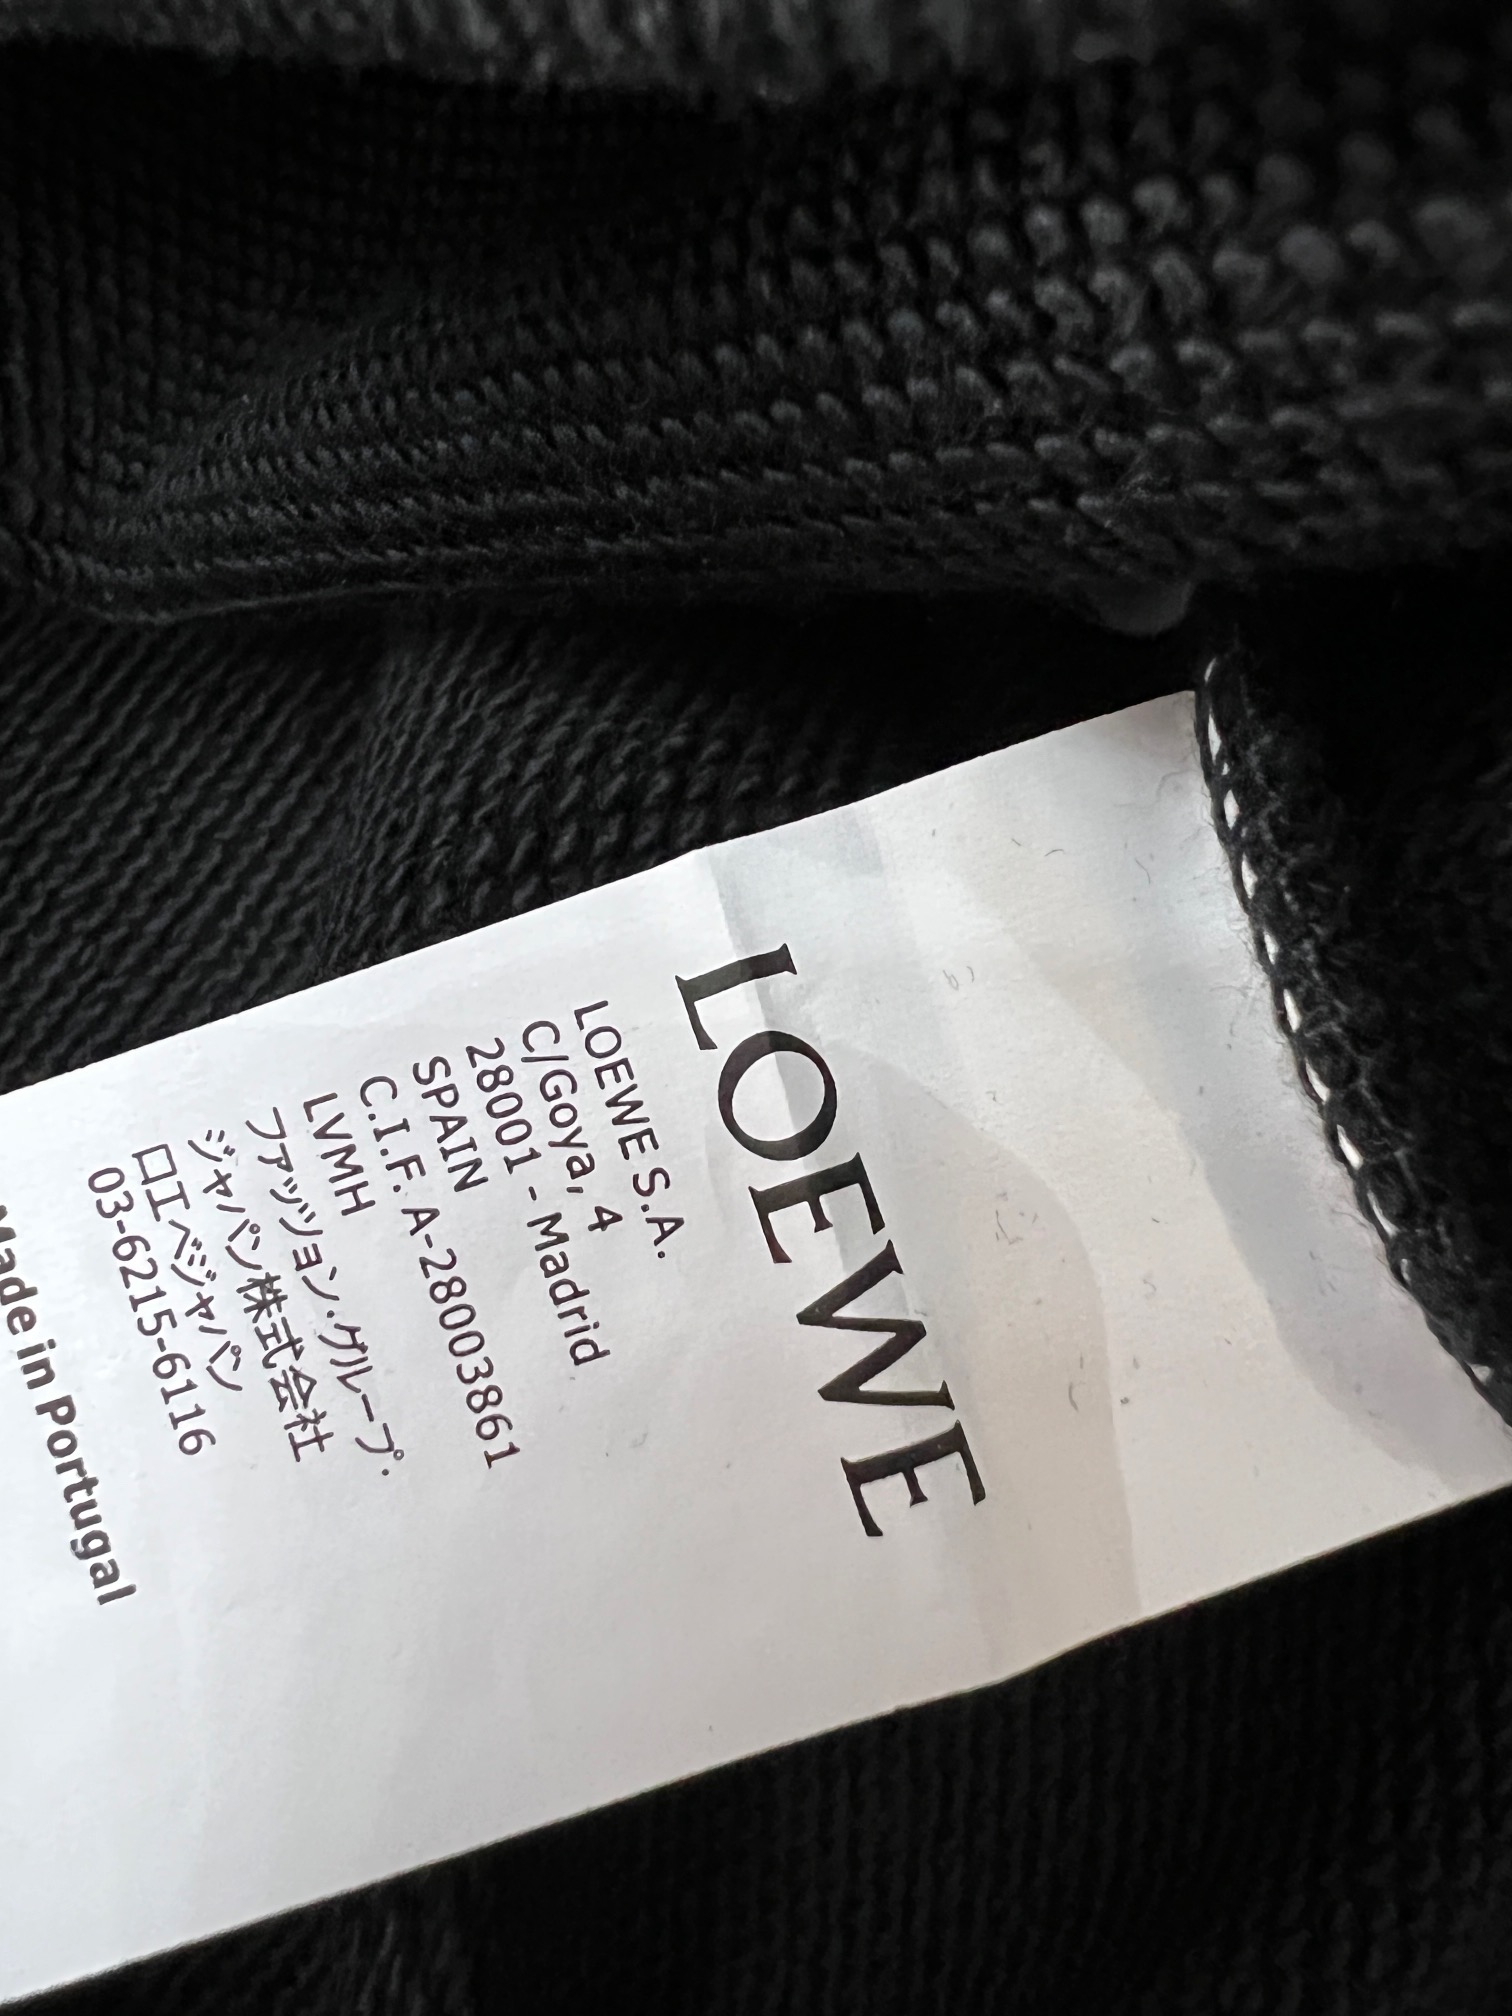 LOEWE
LOEWE S.A.
C/Goya, 4
28001 - Madrid
SPAIN
C.I.F. A-28003861
LVMH
ファッション・グループ・
ジャパン株式会社
ロエベジャパン
03-6215-6116
Made in Portugal